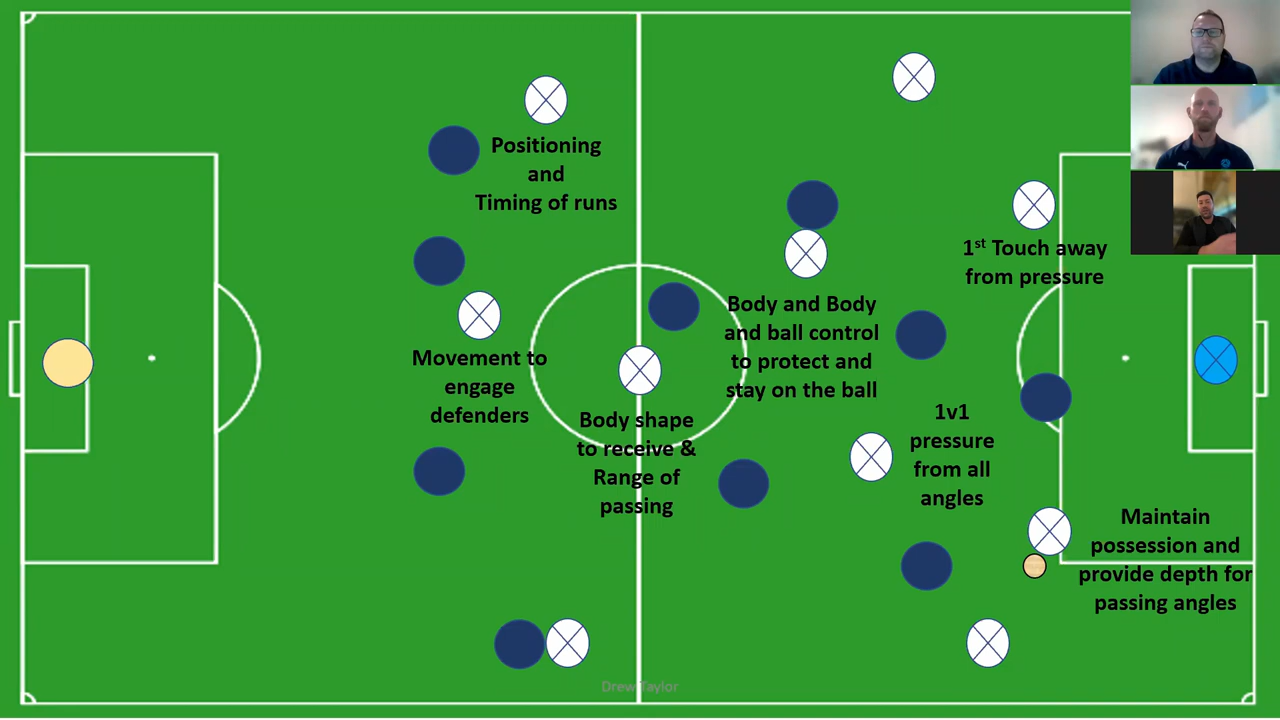 Positioning
and
Timing of runs
1st Touch away
from pressure
Movement to
engage
defenders
Body and Body
and ball control
to protect and
stay on the ball
Body shape
to receive &
Range of
passing
1v1
pressure
from all
angles
Maintain
possession and
provide depth for
passing angles
Drew Taylor